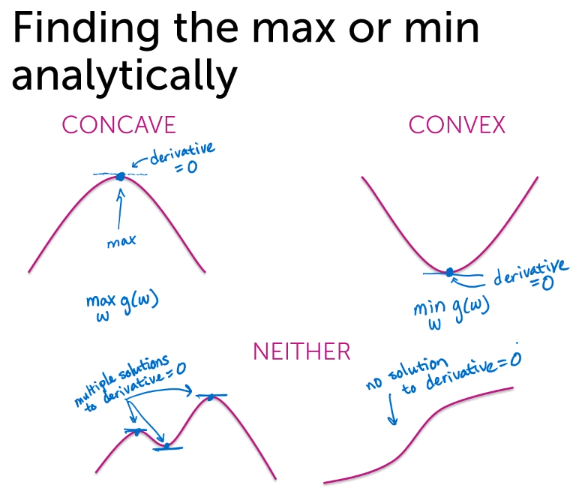 Finding the max or min
analytically
CONCAVE
CONVEX
derivative
= 0
max
max g(w)
w
derivative
= 0
min g(w)
w
NEITHER
multiple solutions
to derivative = 0
no solution
to derivative = 0